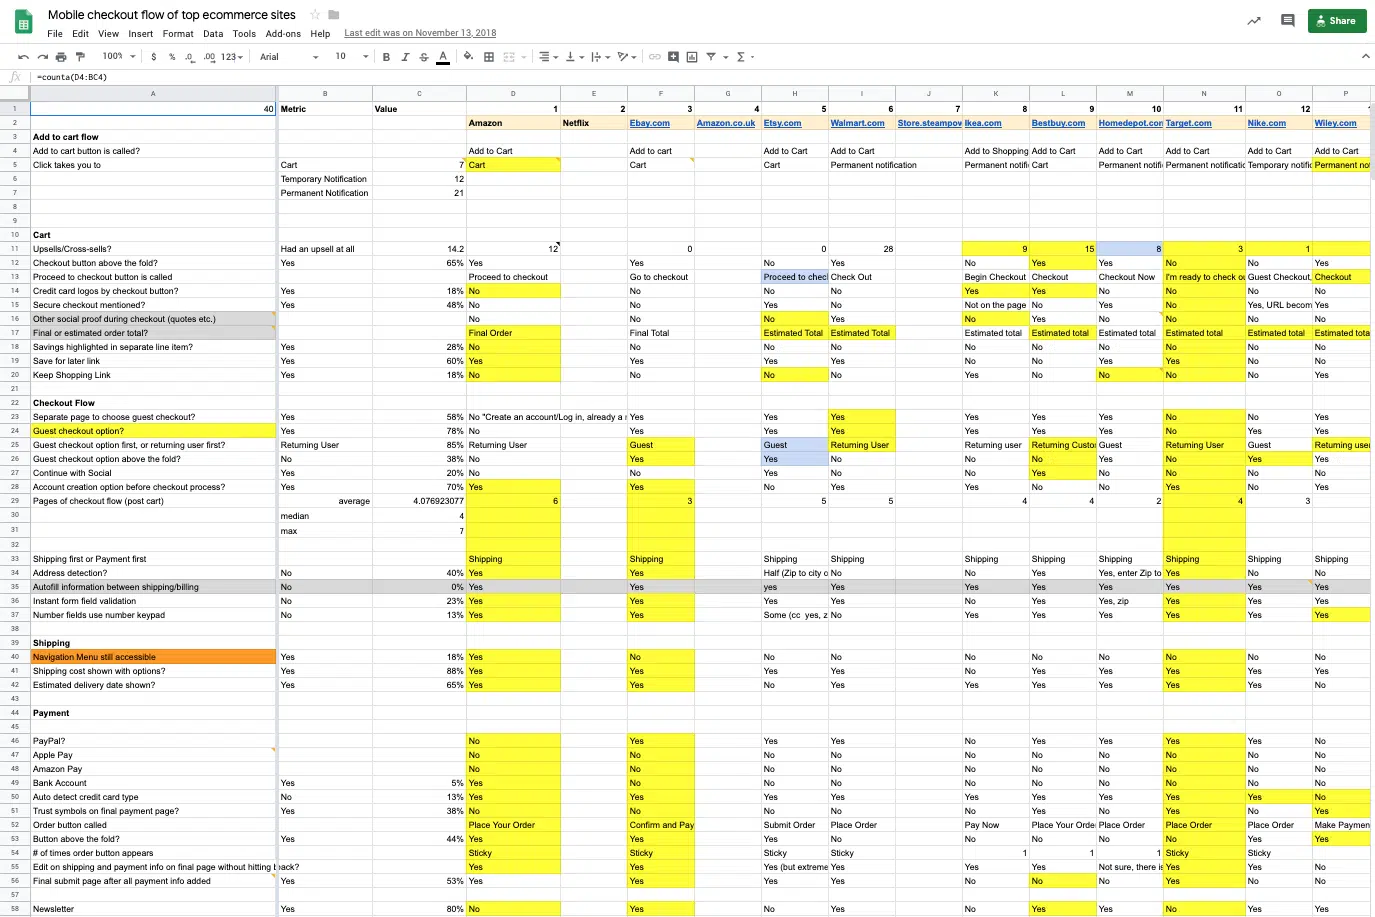 Mobile checkout flow of top ecommerce sites
File Edit View Insert Format Data Tools Add-ons Help Last edit was on November 13, 2018
Share
100% $ % .0 .00 123 Arial 10 B I S A
fx =counta(D4:BC4)
A B C D E F G H I J K L M N O P
1 40 Metric Value 1 2 3 4 5 6 7 8 9 10 11 12
2 Amazon Netflix Ebay.com Amazon.co.uk Etsy.com Walmart.com Store.steampow Ikea.com Bestbuy.com Homedepot.con Target.com Nike.com Wiley.com
3 Add to cart flow
4 Add to cart button is called? Add to Cart Add to cart Add to Cart Add to Cart Add to Shopping Add to Cart Add to Cart Add to Cart Add to Cart Add to Cart
5 Click takes you to Cart 7 Cart Cart Cart Permanent notification Permanent notifi Cart Permanent notifi Permanent notificatic Temporary notific Permanent not
6 Temporary Notification 12
7 Permanent Notification 21
8
9
10 Cart
11 Upsells/Cross-sells? Had an upsell at all 14.2 12 0 0 28 9 15 8 3 1
12 Checkout button above the fold? Yes 65% Yes Yes No Yes No Yes Yes No No Yes
13 Proceed to checkout button is called Proceed to checkout Go to checkout Proceed to chec Check Out Begin Checkout Checkout Checkout Now I'm ready to check ou Guest Checkout, Checkout
14 Credit card logos by checkout button? Yes 18% No No No No Yes Yes No No No No
15 Secure checkout mentioned? Yes 48% No No Yes No Not on the page No Yes No Yes, URL becom Yes
16 Other social proof during checkout (quotes etc.) No No No No No Yes No No No No
17 Final or estimated order total? Final Order Final Total Estimated Total Estimated Total Estimated total Estimated total Estimated total Estimated total Estimated total Estimated tota
18 Savings highlighted in separate line item? Yes 28% No No No No No No No No No No
19 Save for later link Yes 60% Yes Yes Yes Yes No No Yes Yes No No
20 Keep Shopping Link Yes 18% No No No No Yes No No No No Yes
21
22 Checkout Flow
23 Separate page to choose guest checkout? Yes 58% No "Create an account/Log in, already a Yes Yes Yes Yes Yes Yes No No Yes
24 Guest checkout option? Yes 78% No Yes Yes Yes Yes Yes Yes No Yes Yes
25 Guest checkout option first, or returning user first? Returning User 85% Returning User Guest Guest Returning User Returning user Returning Custo Guest Returning User Guest Returning user
26 Guest checkout option above the fold? No 38% No Yes Yes No No No Yes No Yes Yes
27 Continue with Social Yes 20% No No Yes No No Yes No No No No
28 Account creation option before checkout process? Yes 70% Yes Yes No Yes Yes No No Yes No Yes
29 Pages of checkout flow (post cart) average 4.076923077 6 3 5 5 4 4 2 4 3
30 median 4
31 max 7
32
33 Shipping first or Payment first Shipping Shipping Shipping Shipping Shipping Shipping Shipping Shipping Shipping Shipping
34 Address detection? No 40% Yes Yes Half (Zip to city o No No Yes Yes, enter Zip to Yes No No
35 Autofill information between shipping/billing No 0% Yes Yes yes Yes Yes Yes Yes Yes Yes Yes
36 Instant form field validation No 23% Yes Yes Yes Yes No Yes Yes, zip Yes Yes Yes
37 Number fields use number keypad No 13% Yes Yes Some (cc yes, z No No Yes Yes Yes Yes Yes
38
39 Shipping
40 Navigation Menu still accessible Yes 18% Yes No No No No No No No No No
41 Shipping cost shown with options? Yes 88% Yes Yes Yes Yes Yes Yes Yes Yes Yes No
42 Estimated delivery date shown? Yes 65% Yes Yes No Yes Yes Yes Yes Yes Yes No
43
44 Payment
45
46 PayPal? No Yes Yes Yes No Yes Yes Yes Yes No
47 Apple Pay No No No No No No No No No No
48 Amazon Pay No No No No No No No No No No
49 Bank Account Yes 5% Yes No No No No No No No No No
50 Auto detect credit card type No 13% Yes Yes Yes Yes No Yes Yes Yes Yes No
51 Trust symbols on final payment page? Yes 38% No No No No No Yes No Yes No Yes
52 Order button called Place Your Order Confirm and Pay Submit Order Place Order Pay Now Place Your Orde Place Order Place Order Place Order Make Paymen
53 Button above the fold? Yes 44% Yes Yes No Yes Yes No No No Yes Yes
54 # of times order button appears Sticky Sticky Sticky Sticky 1 1 1 Sticky Sticky
55 Edit on shipping and payment info on final page without hitting back? Yes Yes Yes (but extreme Yes Yes Yes Not sure, there is Yes Yes No
56 Final submit page after all payment info added Yes 53% Yes Yes Yes Yes No No No Yes No No
57
58 Newsletter Yes 80% No Yes No Yes No Yes Yes No Yes Yes